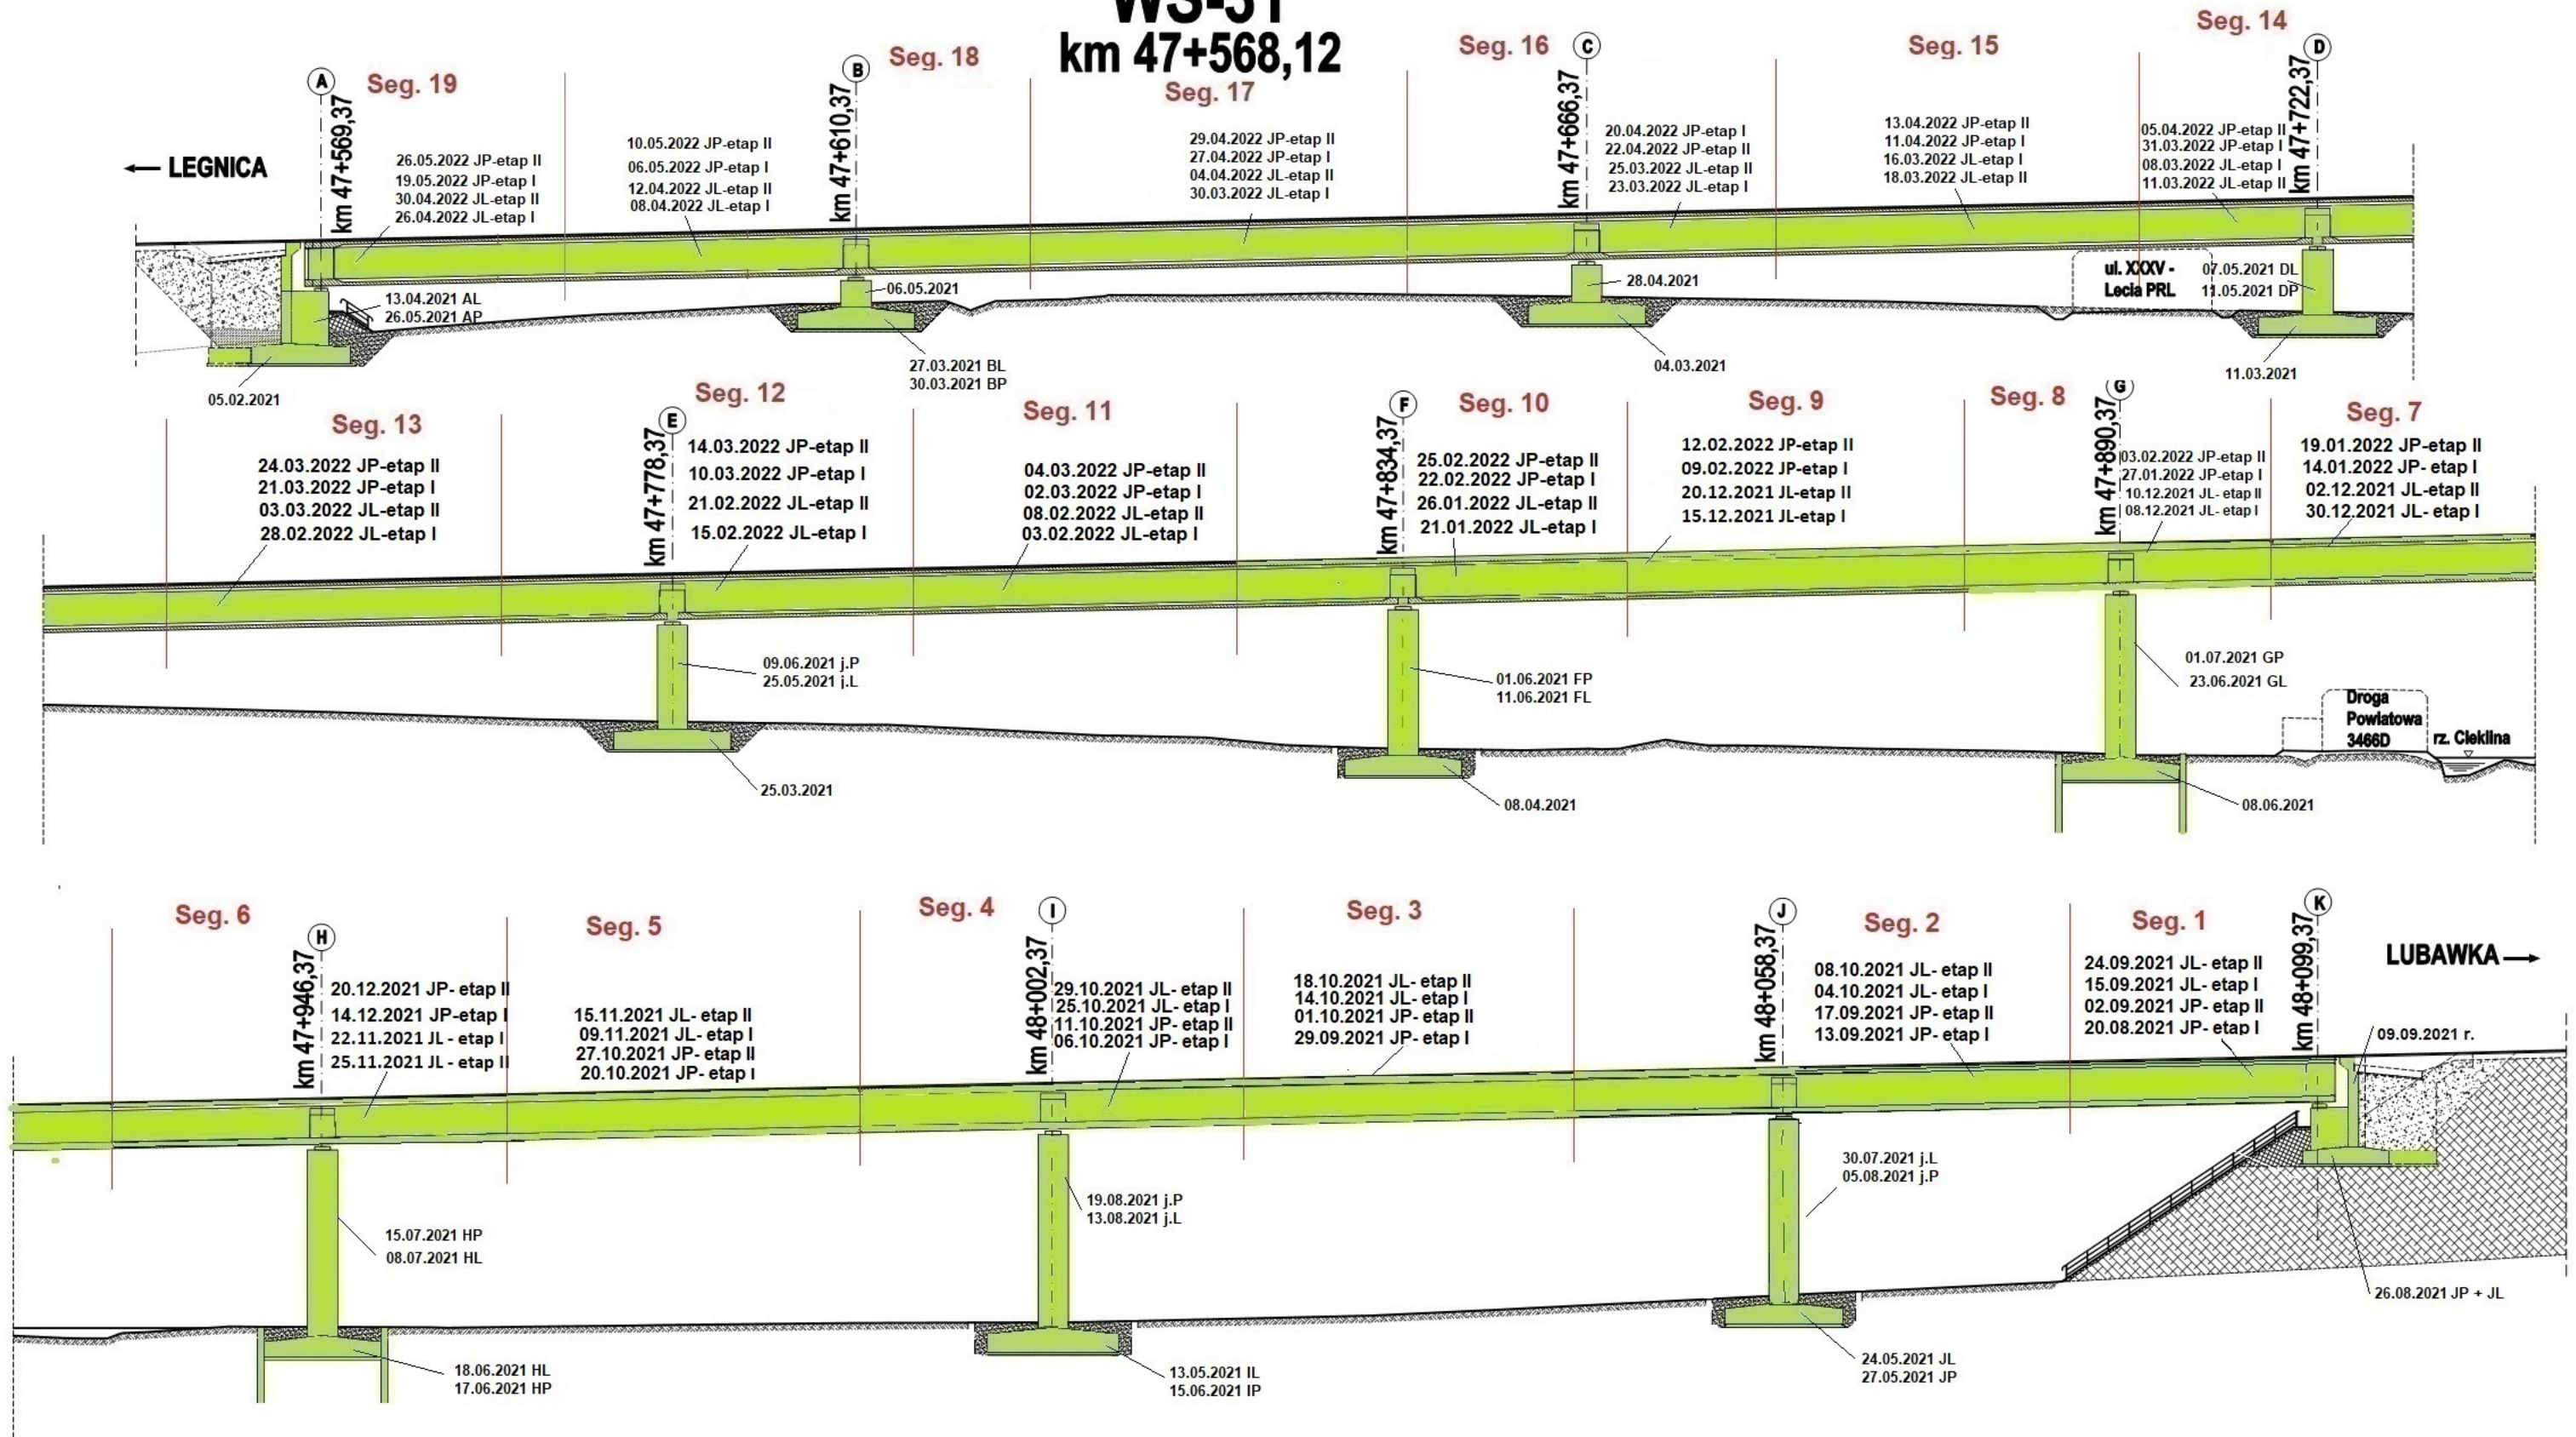 WS-31
km 47+568,12
Seg. 19
Seg. 18
Seg. 17
Seg. 16
Seg. 15
Seg. 14
A
B
C
D
km 47+569,37
km 47+610,37
km 47+666,37
km 47+722,37
← LEGNICA
26.05.2022 JP-etap II
19.05.2022 JP-etap I
30.04.2022 JL-etap II
26.04.2022 JL-etap I
10.05.2022 JP-etap II
06.05.2022 JP-etap I
12.04.2022 JL-etap II
08.04.2022 JL-etap I
29.04.2022 JP-etap II
27.04.2022 JP-etap I
04.04.2022 JL-etap II
30.03.2022 JL-etap I
20.04.2022 JP-etap I
22.04.2022 JP-etap II
25.03.2022 JL-etap II
23.03.2022 JL-etap I
13.04.2022 JP-etap II
11.04.2022 JP-etap I
16.03.2022 JL-etap I
18.03.2022 JL-etap II
05.04.2022 JP-etap II
31.03.2022 JP-etap I
08.03.2022 JL-etap I
11.03.2022 JL-etap II
13.04.2021 AL
26.05.2021 AP
05.02.2021
06.05.2021
27.03.2021 BL
30.03.2021 BP
28.04.2021
04.03.2021
ul. XXXV -
Lecia PRL
07.05.2021 DL
11.05.2021 DP
11.03.2021
Seg. 13
Seg. 12
Seg. 11
Seg. 10
Seg. 9
Seg. 8
Seg. 7
E
F
G
km 47+778,37
km 47+834,37
km 47+890,37
24.03.2022 JP-etap II
21.03.2022 JP-etap I
03.03.2022 JL-etap II
28.02.2022 JL-etap I
14.03.2022 JP-etap II
10.03.2022 JP-etap I
21.02.2022 JL-etap II
15.02.2022 JL-etap I
04.03.2022 JP-etap II
02.03.2022 JP-etap I
08.02.2022 JL-etap II
03.02.2022 JL-etap I
25.02.2022 JP-etap II
22.02.2022 JP-etap I
26.01.2022 JL-etap II
21.01.2022 JL-etap I
12.02.2022 JP-etap II
09.02.2022 JP-etap I
20.12.2021 JL-etap II
15.12.2021 JL-etap I
03.02.2022 JP-etap II
27.01.2022 JP-etap I
10.12.2021 JL- etap II
08.12.2021 JL- etap I
19.01.2022 JP-etap II
14.01.2022 JP- etap I
02.12.2021 JL-etap II
30.12.2021 JL- etap I
09.06.2021 j.P
25.05.2021 j.L
25.03.2021
01.06.2021 FP
11.06.2021 FL
08.04.2021
01.07.2021 GP
23.06.2021 GL
08.06.2021
Droga
Powiatowa
3466D
rz. Cieklina
Seg. 6
Seg. 5
Seg. 4
Seg. 3
Seg. 2
Seg. 1
H
I
J
K
km 47+946,37
km 48+002,37
km 48+058,37
km 48+099,37
LUBAWKA →
20.12.2021 JP- etap II
14.12.2021 JP-etap I
22.11.2021 JL - etap I
25.11.2021 JL - etap II
15.11.2021 JL- etap II
09.11.2021 JL- etap I
27.10.2021 JP- etap II
20.10.2021 JP- etap I
29.10.2021 JL- etap II
25.10.2021 JL- etap I
11.10.2021 JP- etap II
06.10.2021 JP- etap I
18.10.2021 JL- etap II
14.10.2021 JL- etap I
01.10.2021 JP- etap II
29.09.2021 JP- etap I
08.10.2021 JL- etap II
04.10.2021 JL- etap I
17.09.2021 JP- etap II
13.09.2021 JP- etap I
24.09.2021 JL- etap II
15.09.2021 JL- etap I
02.09.2021 JP- etap II
20.08.2021 JP- etap I
09.09.2021 r.
15.07.2021 HP
08.07.2021 HL
18.06.2021 HL
17.06.2021 HP
19.08.2021 j.P
13.08.2021 j.L
13.05.2021 IL
15.06.2021 IP
30.07.2021 j.L
05.08.2021 j.P
24.05.2021 JL
27.05.2021 JP
26.08.2021 JP + JL